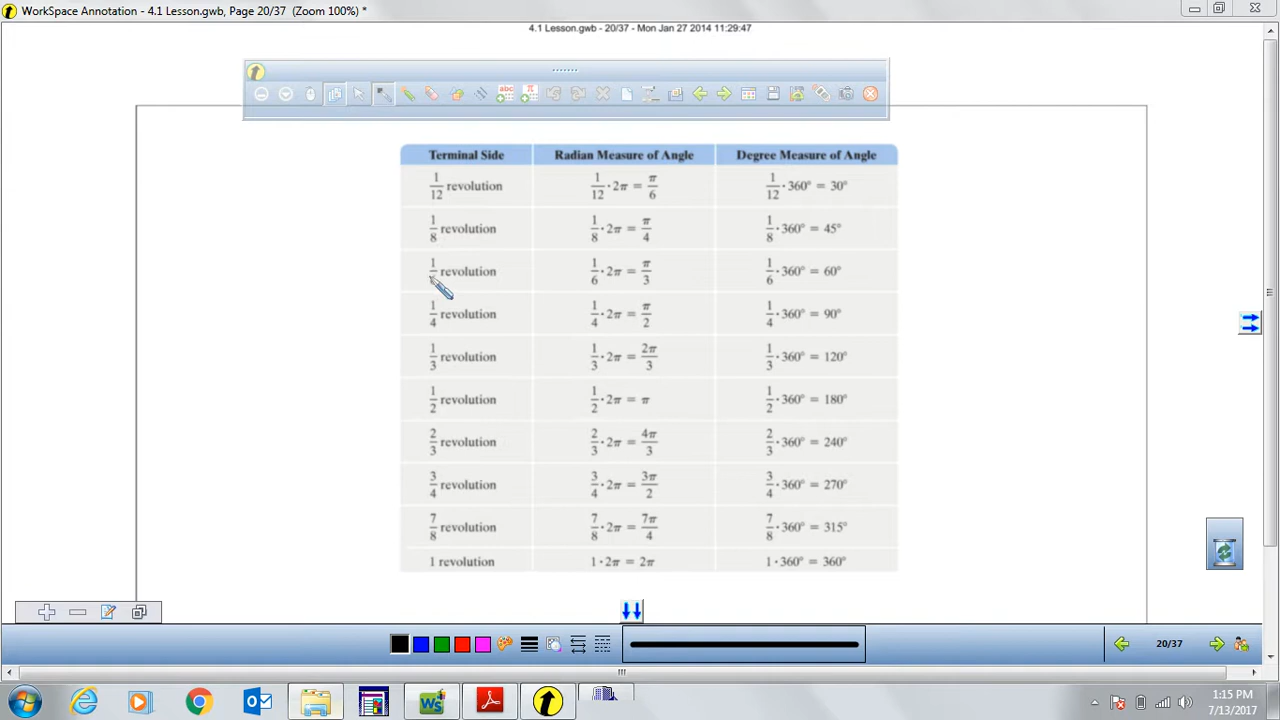 WorkSpace Annotation - 4.1 Lesson.gwb, Page 20/37 (Zoom 100%) *
4.1 Lesson.gwb - 20/37 - Mon Jan 27 2014 11:29:47
abc π
Terminal Side Radian Measure of Angle Degree Measure of Angle
1/12 revolution 1/12 · 2π = π/6 1/12 · 360° = 30°
1/8 revolution 1/8 · 2π = π/4 1/8 · 360° = 45°
1/ revolution 1/6 · 2π = π/3 1/6 · 360° = 60°
1/4 revolution 1/4 · 2π = π/2 1/4 · 360° = 90°
1/3 revolution 1/3 · 2π = 2π/3 1/3 · 360° = 120°
1/2 revolution 1/2 · 2π = π 1/2 · 360° = 180°
2/3 revolution 2/3 · 2π = 4π/3 2/3 · 360° = 240°
3/4 revolution 3/4 · 2π = 3π/2 3/4 · 360° = 270°
7/8 revolution 7/8 · 2π = 7π/4 7/8 · 360° = 315°
1 revolution 1 · 2π = 2π 1 · 360° = 360°
20/37
WS
1:15 PM
7/13/2017